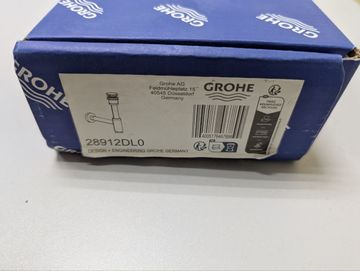 GROHE
Grohe AG
Feldmühleplatz 15
40545 Düsseldorf
Germany
GROHE
28912DL0
DESIGN + ENGINEERING GROHE GERMANY
GROHE